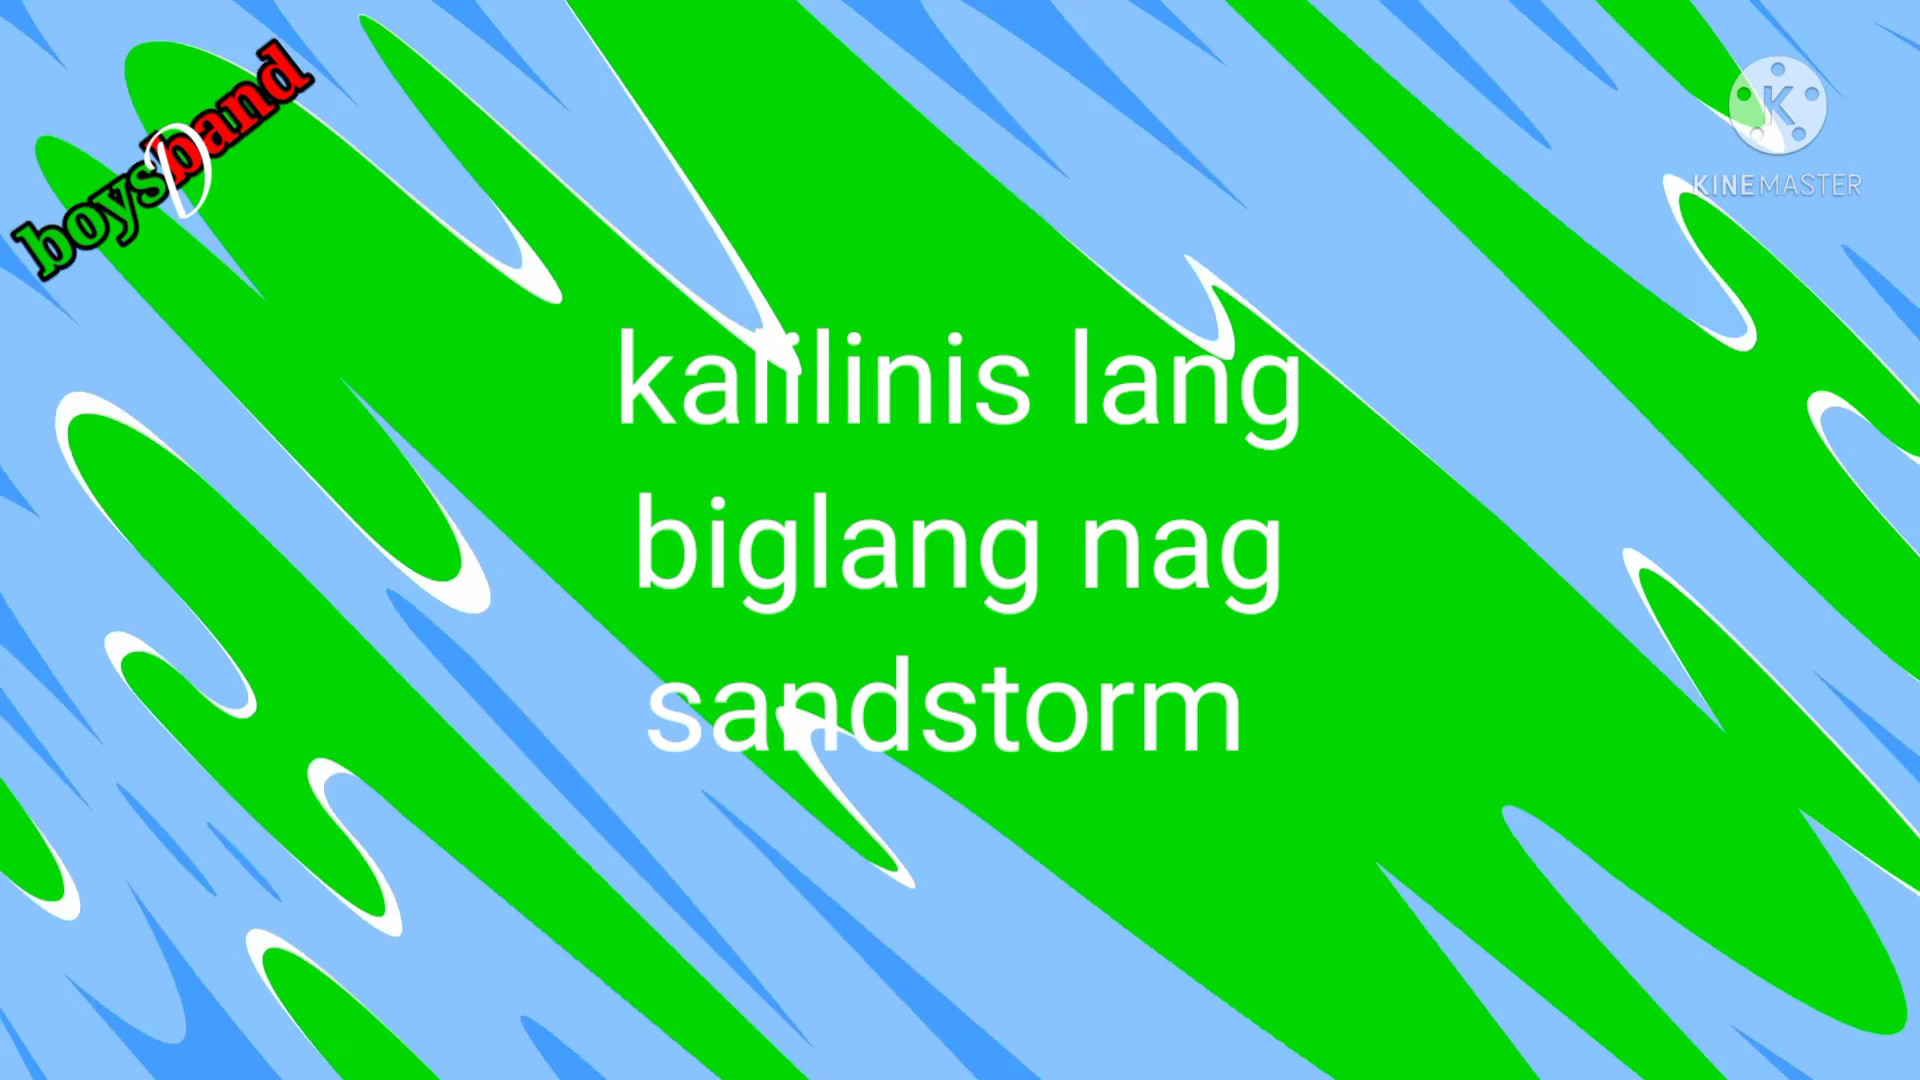 boysband
D
KINEMASTER
kalilinis lang
biglang nag
sandstorm